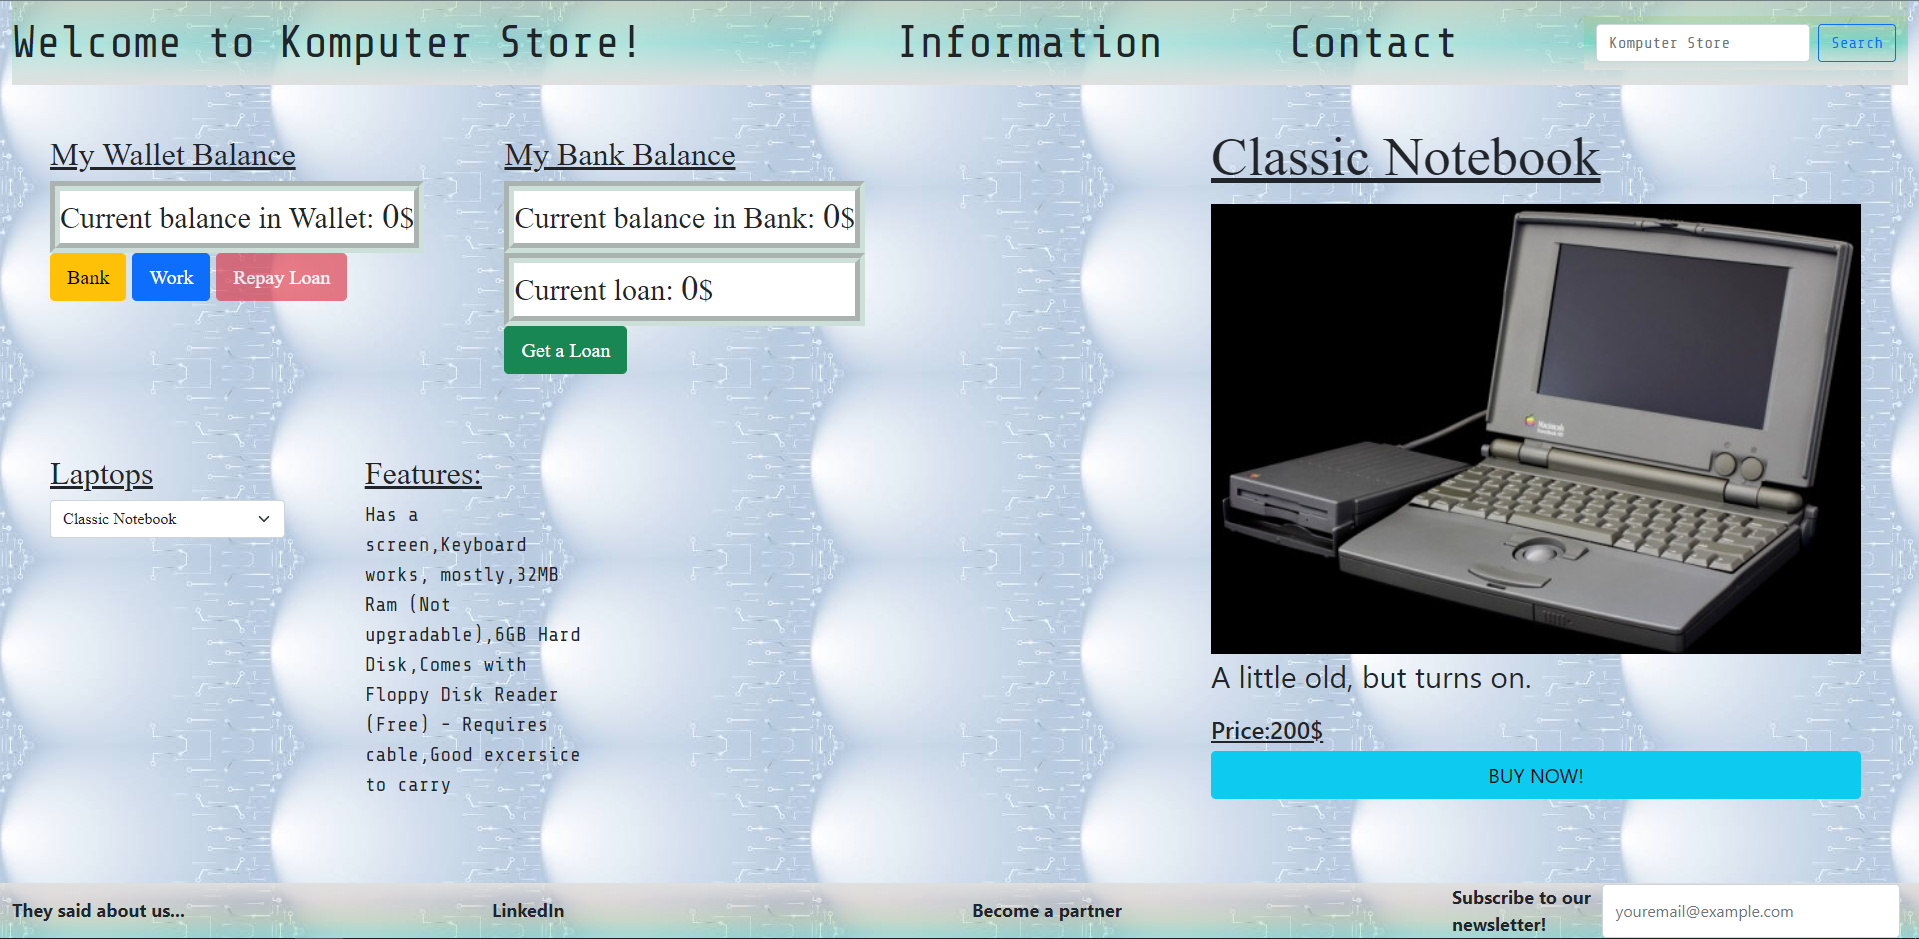 Welcome to Komputer Store!
Information
Contact
Komputer Store
Search
My Wallet Balance
Current balance in Wallet: 0$
Bank
Work
Repay Loan
My Bank Balance
Current balance in Bank: 0$
Current loan: 0$
Get a Loan
Laptops
Classic Notebook
Features:
Has a
screen,Keyboard
works, mostly,32MB
Ram (Not
upgradable),6GB Hard
Disk,Comes with
Floppy Disk Reader
(Free) - Requires
cable,Good excersice
to carry
Classic Notebook
Macintosh
A little old, but turns on.
Price:200$
BUY NOW!
They said about us...
LinkedIn
Become a partner
Subscribe to our
newsletter!
youremail@example.com